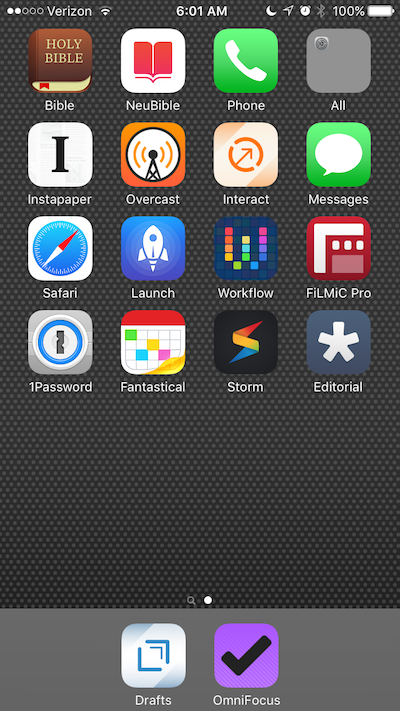 Verizon 6:01 AM 100%
HOLY
BIBLE
Bible NeuBible Phone All
I
Instapaper Overcast Interact Messages
Safari Launch Workflow FiLMiC Pro
1Password Fantastical Storm Editorial
Drafts OmniFocus